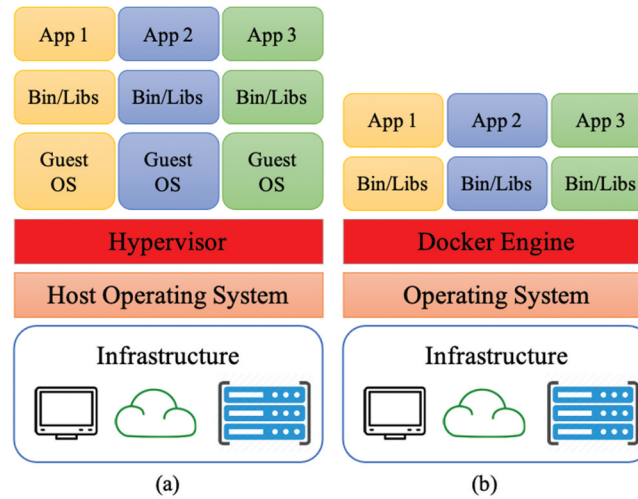 App 1 App 2 App 3
Bin/Libs Bin/Libs Bin/Libs
Guest OS Guest OS Guest OS
Hypervisor
Host Operating System
Infrastructure
(a)
App 1 App 2 App 3
Bin/Libs Bin/Libs Bin/Libs
Docker Engine
Operating System
Infrastructure
(b)